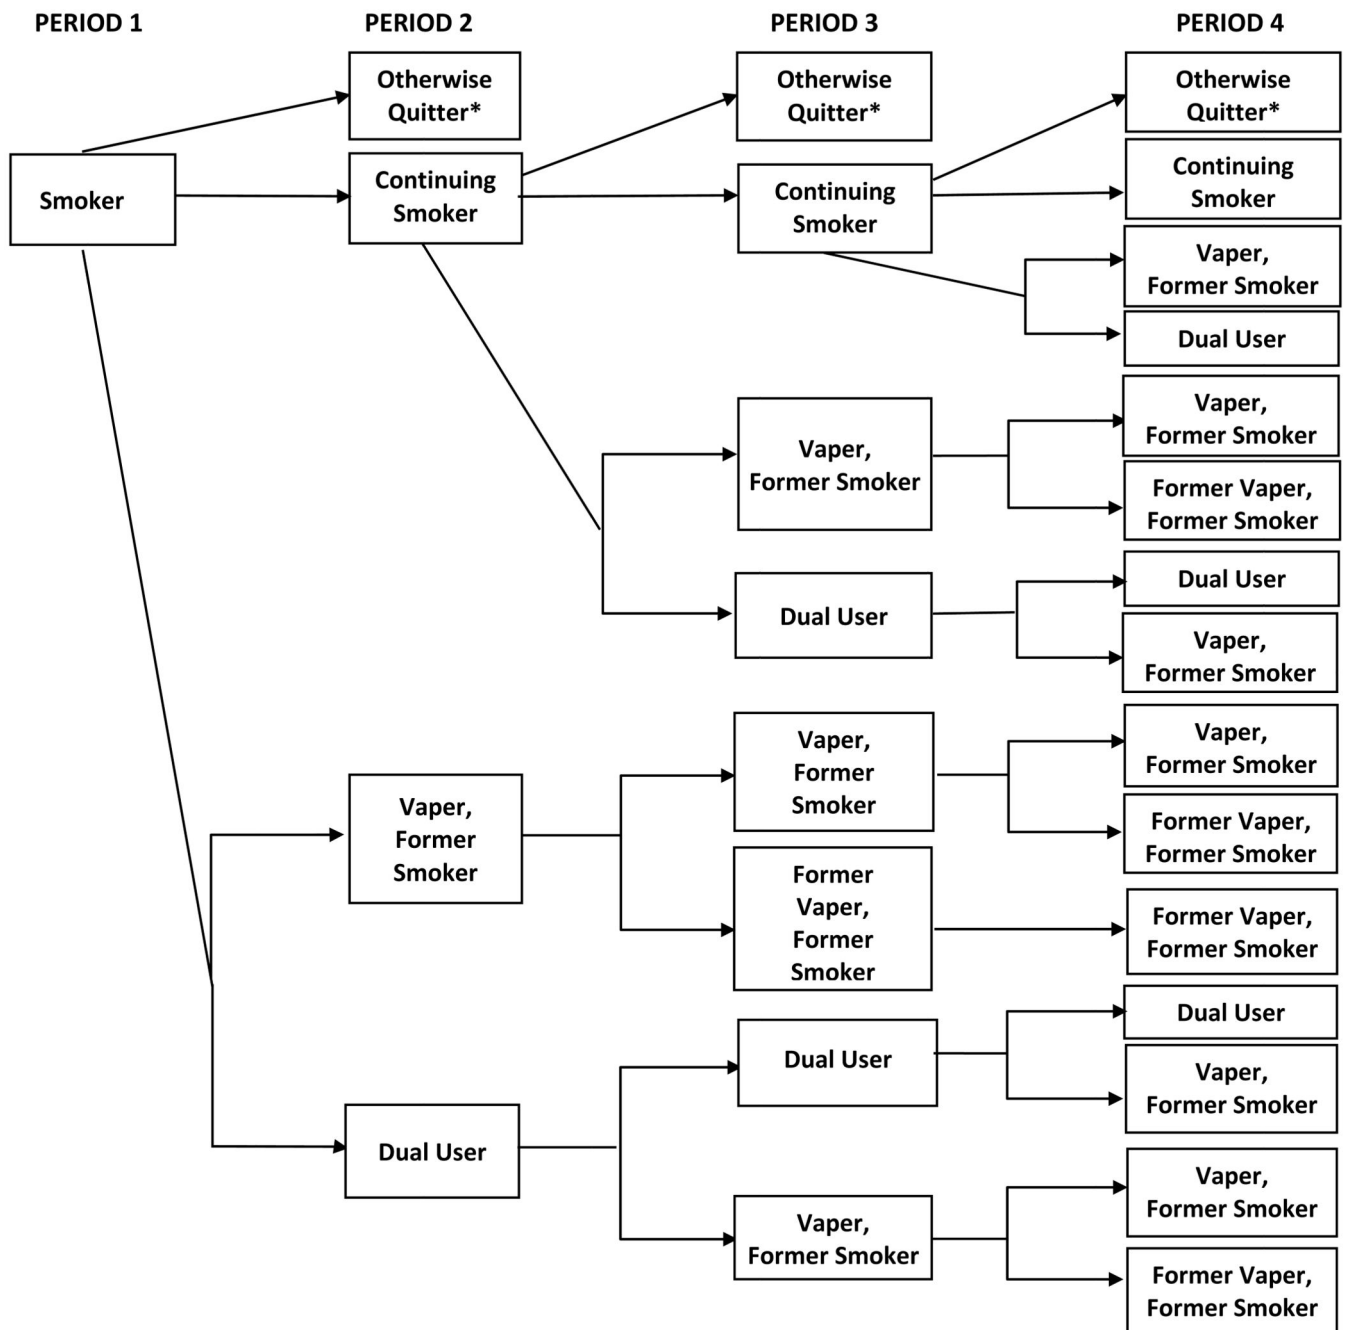 PERIOD 1
PERIOD 2
PERIOD 3
PERIOD 4
Smoker
Otherwise
Quitter*
Continuing
Smoker
Vaper,
Former
Smoker
Dual User
Otherwise
Quitter*
Continuing
Smoker
Vaper,
Former Smoker
Dual User
Vaper,
Former
Smoker
Former
Vaper,
Former
Smoker
Dual User
Vaper,
Former Smoker
Otherwise
Quitter*
Continuing
Smoker
Vaper,
Former Smoker
Dual User
Vaper,
Former Smoker
Former Vaper,
Former Smoker
Dual User
Vaper,
Former Smoker
Vaper,
Former Smoker
Former Vaper,
Former Smoker
Former Vaper,
Former Smoker
Dual User
Vaper,
Former Smoker
Vaper,
Former Smoker
Former Vaper,
Former Smoker